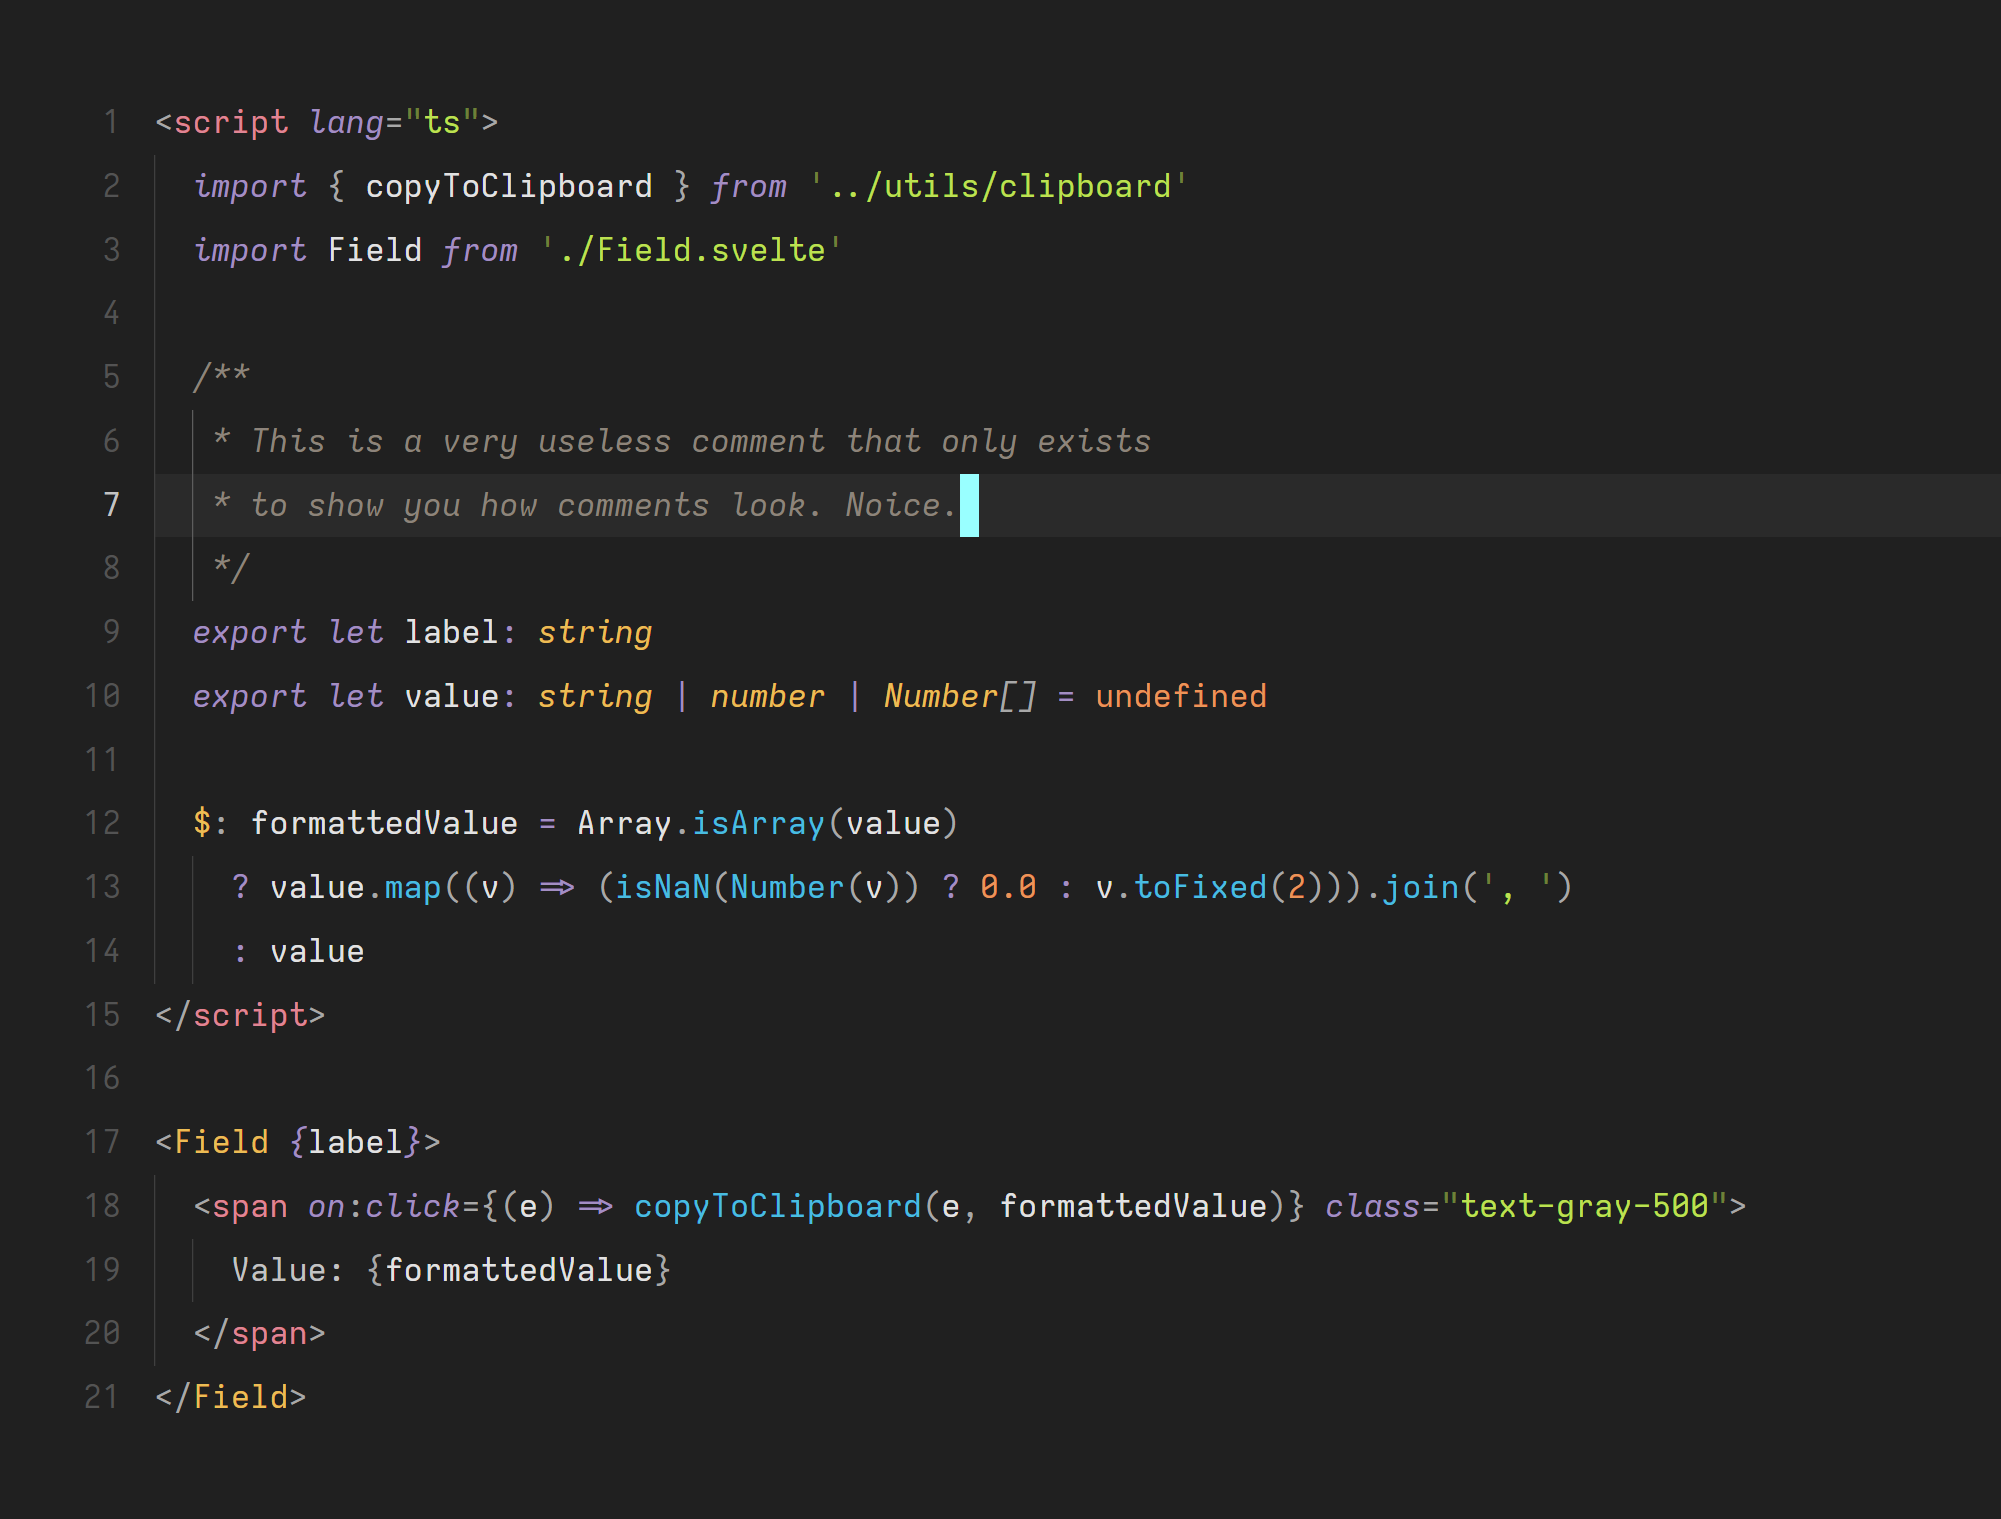 1 <script lang="ts">
2   import { copyToClipboard } from '../utils/clipboard'
3   import Field from './Field.svelte'
4
5   /**
6    * This is a very useless comment that only exists
7    * to show you how comments look. Noice.
8    */
9   export let label: string
10   export let value: string | number | Number[] = undefined
11
12   $: formattedValue = Array.isArray(value)
13     ? value.map((v) => (isNaN(Number(v)) ? 0.0 : v.toFixed(2))).join(', ')
14     : value
15 </script>
16
17 <Field {label}>
18   <span on:click={(e) => copyToClipboard(e, formattedValue)} class="text-gray-500">
19     Value: {formattedValue}
20   </span>
21 </Field>